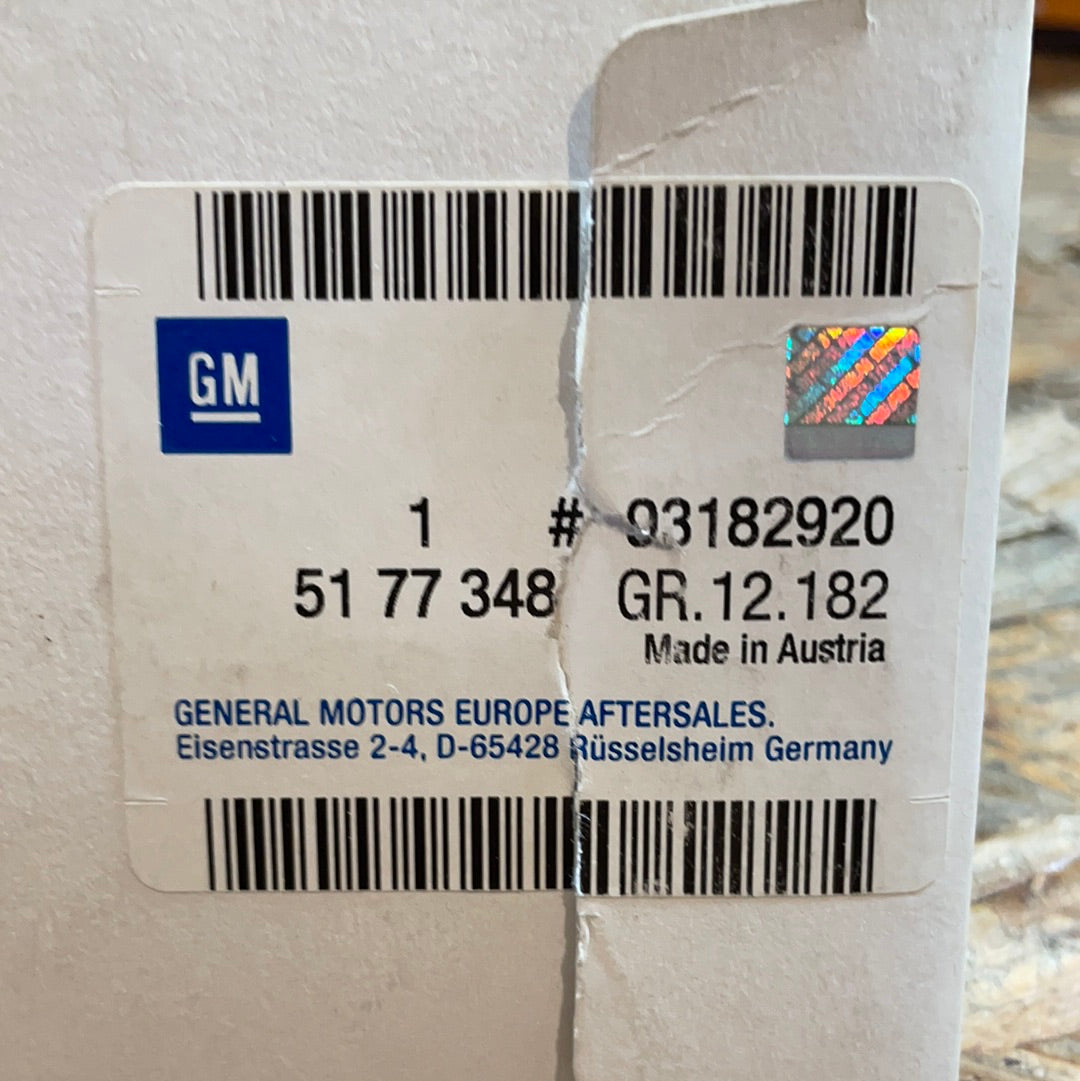 GM
1 # 93182920
51 77 348 GR.12.182
Made in Austria
GENERAL MOTORS EUROPE AFTERSALES.
Eisenstrasse 2-4, D-65428 Rüsselsheim Germany